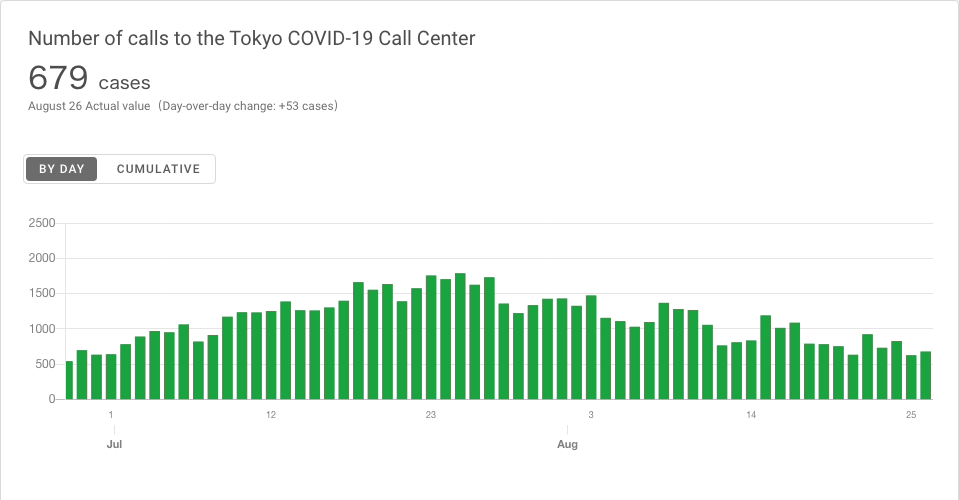 Number of calls to the Tokyo COVID-19 Call Center
679 cases
August 26 Actual value（Day-over-day change: +53 cases）
BY DAY CUMULATIVE
2500
2000
1500
1000
500
0
1 12 23 3 14 25
Jul Aug